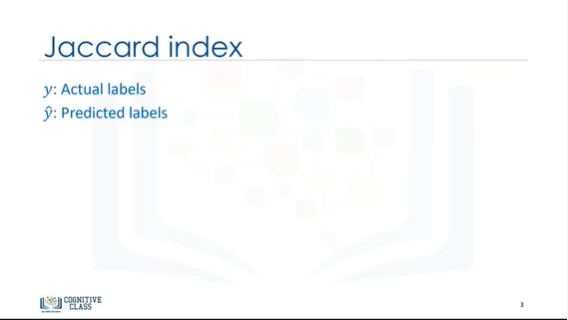 Jaccard index
y: Actual labels
ŷ: Predicted labels
COGNITIVE
CLASS
3